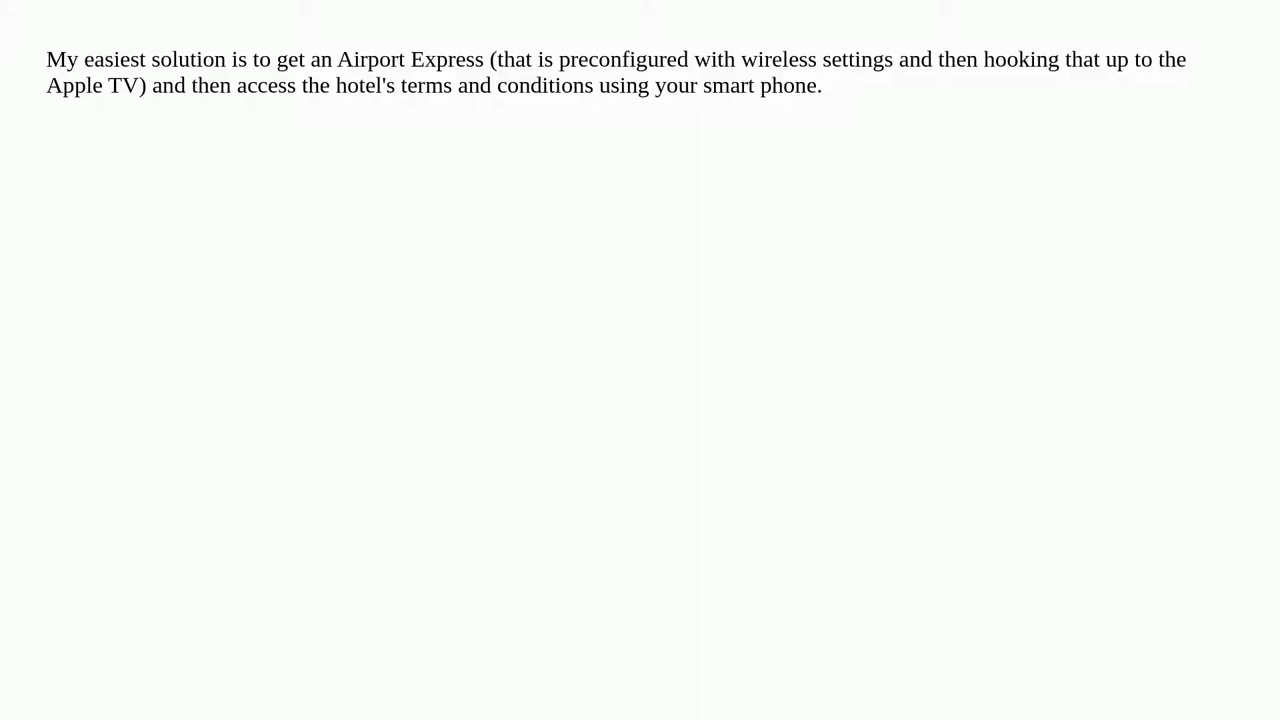 My easiest solution is to get an Airport Express (that is preconfigured with wireless settings and then hooking that up to the
Apple TV) and then access the hotel's terms and conditions using your smart phone.